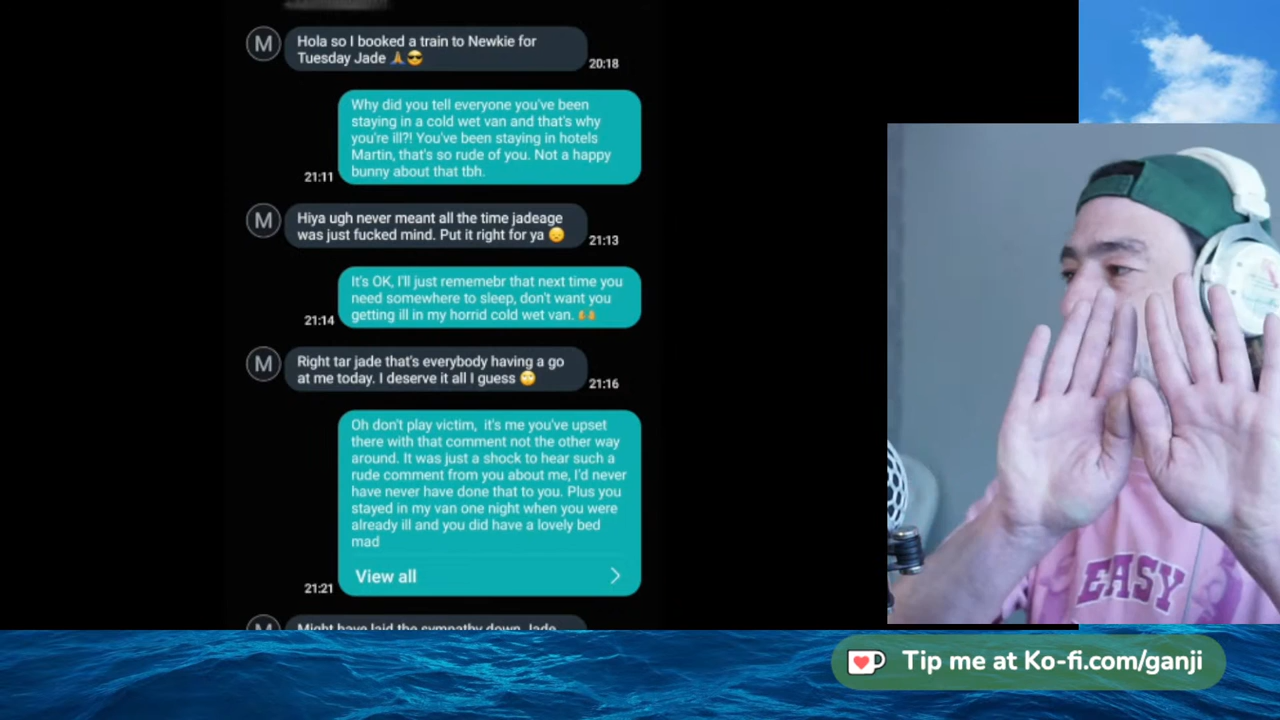 M
Hola so I booked a train to Newkie for
Tuesday Jade 🙏😎
20:18
Why did you tell everyone you've been
staying in a cold wet van and that's why
you're ill?! You've been staying in hotels
Martin, that's so rude of you. Not a happy
bunny about that tbh.
21:11
M
Hiya ugh never meant all the time jadeage
was just fucked mind. Put it right for ya 😞
21:13
It's OK, I'll just rememebr that next time you
need somewhere to sleep, don't want you
getting ill in my horrid cold wet van. 🙌
21:14
M
Right tar jade that's everybody having a go
at me today. I deserve it all I guess 🙄
21:16
Oh don't play victim,  it's me you've upset
there with that comment not the other way
around. It was just a shock to hear such a
rude comment from you about me, I'd never
have never have done that to you. Plus you
stayed in my van one night when you were
already ill and you did have a lovely bed
mad
View all
21:21
M
Might have laid the sympathy down Jade
EASY
Tip me at Ko-fi.com/ganji